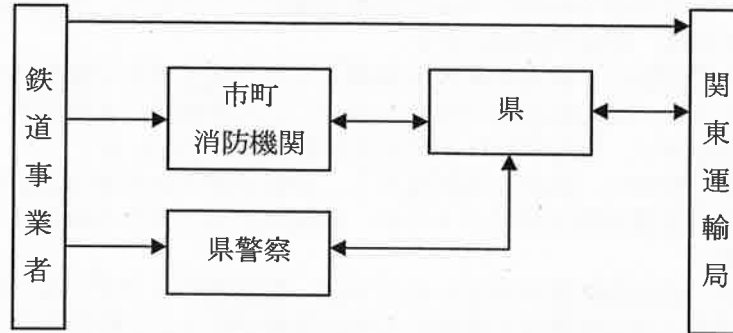 鉄道事業者
市町
消防機関
県警察
県
関東運輸局